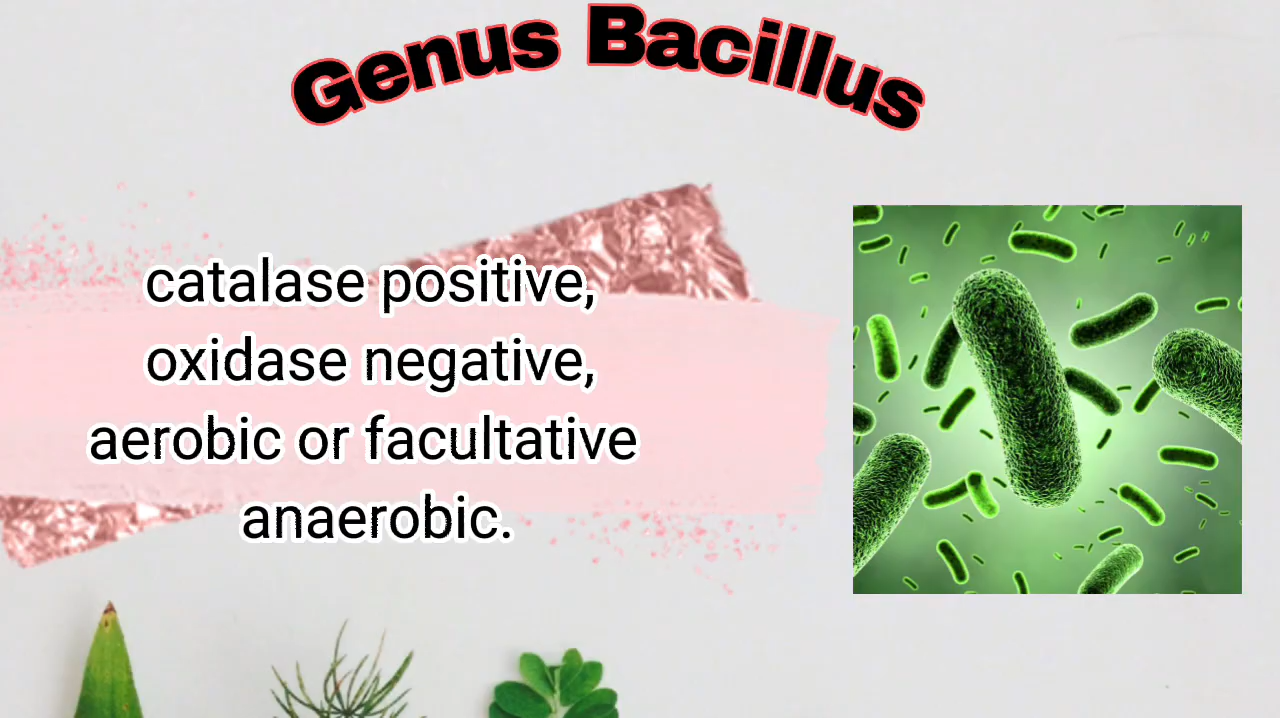 Genus Bacillus
catalase positive,
oxidase negative,
aerobic or facultative
anaerobic.